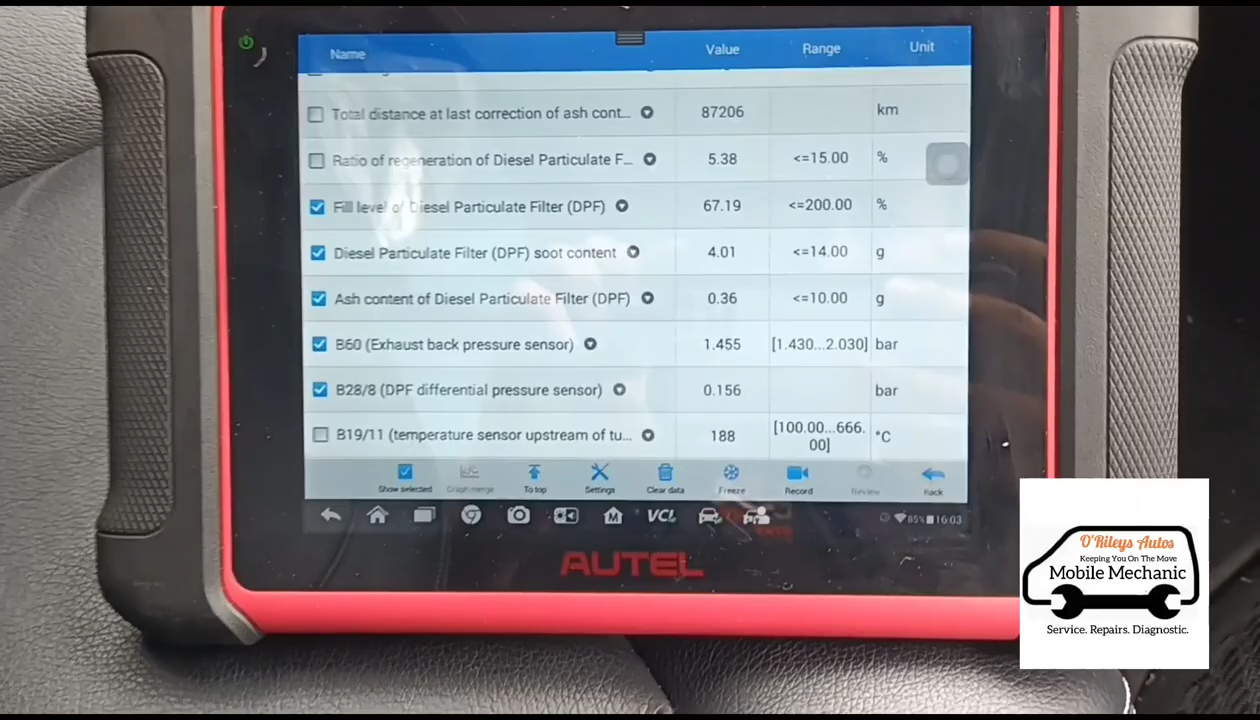 Name Value Range Unit
Total distance at last correction of ash cont... 87206 km
Ratio of regeneration of Diesel Particulate F... 5.38 <=15.00 %
Fill level of Diesel Particulate Filter (DPF) 67.19 <=200.00 %
Diesel Particulate Filter (DPF) soot content 4.01 <=14.00 g
Ash content of Diesel Particulate Filter (DPF) 0.36 <=10.00 g
B60 (Exhaust back pressure sensor) 1.455 [1.430...2.030] bar
B28/8 (DPF differential pressure sensor) 0.156 bar
B19/11 (temperature sensor upstream of tu... 188 [100.00...666.
00] °C
Show selected Graph merge To top Settings Clear data Freeze Record Review Back
M VCI 85% 16:03
AUTEL
O'Rileys Autos
Keeping You On The Move
Mobile Mechanic
Service. Repairs. Diagnostic.